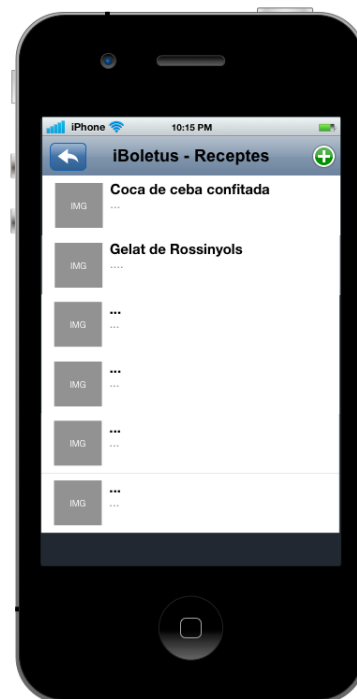 iPhone
10:15 PM
iBoletus - Receptes
IMG
Coca de ceba confitada
...
IMG
Gelat de Rossinyols
....
IMG
...
...
IMG
...
...
IMG
...
...
IMG
...
...